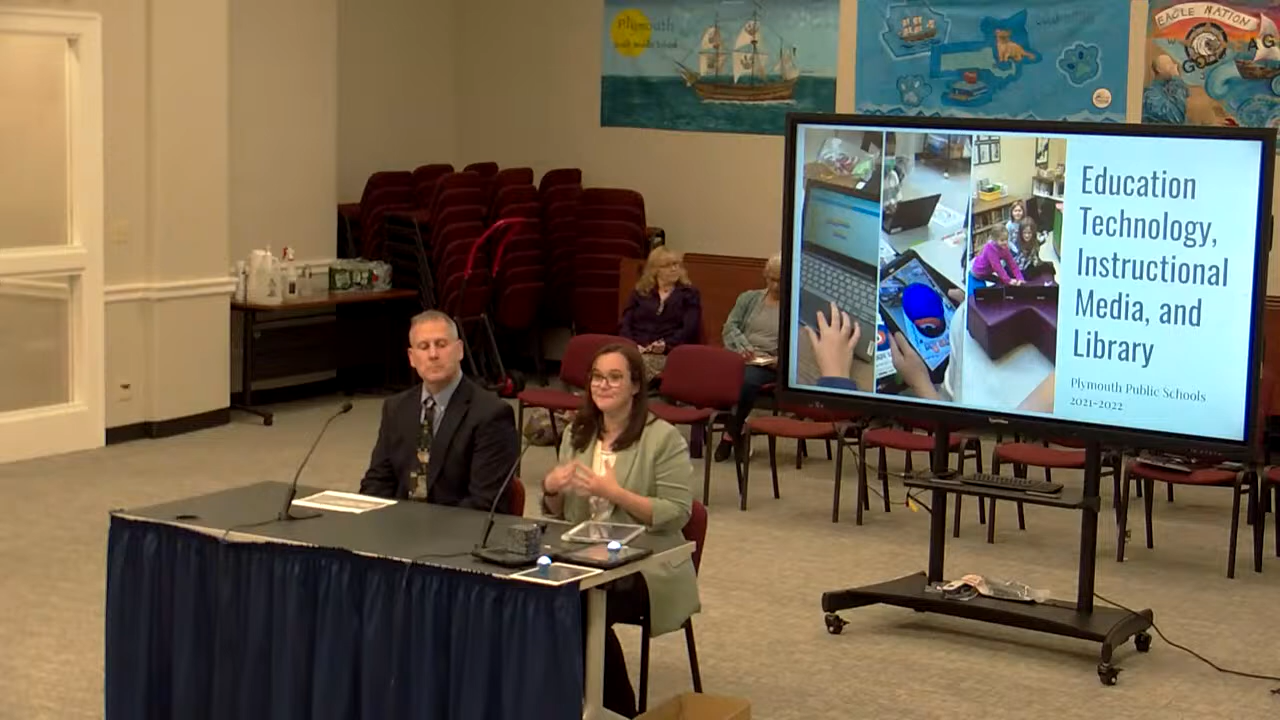 Plymouth
EAGLE NATION
Education
Technology,
Instructional
Media, and
Library
Plymouth Public Schools
2021-2022